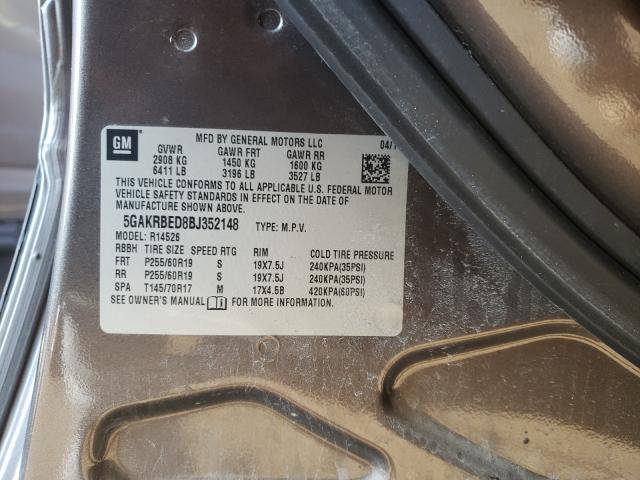 GM
MFD BY GENERAL MOTORS LLC
04/1
GVWR GAWR FRT GAWR RR
2908 KG 1450 KG 1600 KG
6411 LB 3196 LB 3527 LB
THIS VEHICLE CONFORMS TO ALL APPLICABLE U.S. FEDERAL MOTOR
VEHICLE SAFETY STANDARDS IN EFFECT ON THE DATE OF
MANUFACTURE SHOWN ABOVE.
5GAKRBED8BJ352148 TYPE: M.P.V.
MODEL: R14526
RBBH TIRE SIZE SPEED RTG RIM COLD TIRE PRESSURE
FRT P255/60R19 S 19X7.5J 240KPA(35PSI)
RR P255/60R19 S 19X7.5J 240KPA(35PSI)
SPA T145/70R17 M 17X4.5B 420KPA(60PSI)
SEE OWNER'S MANUAL FOR MORE INFORMATION.